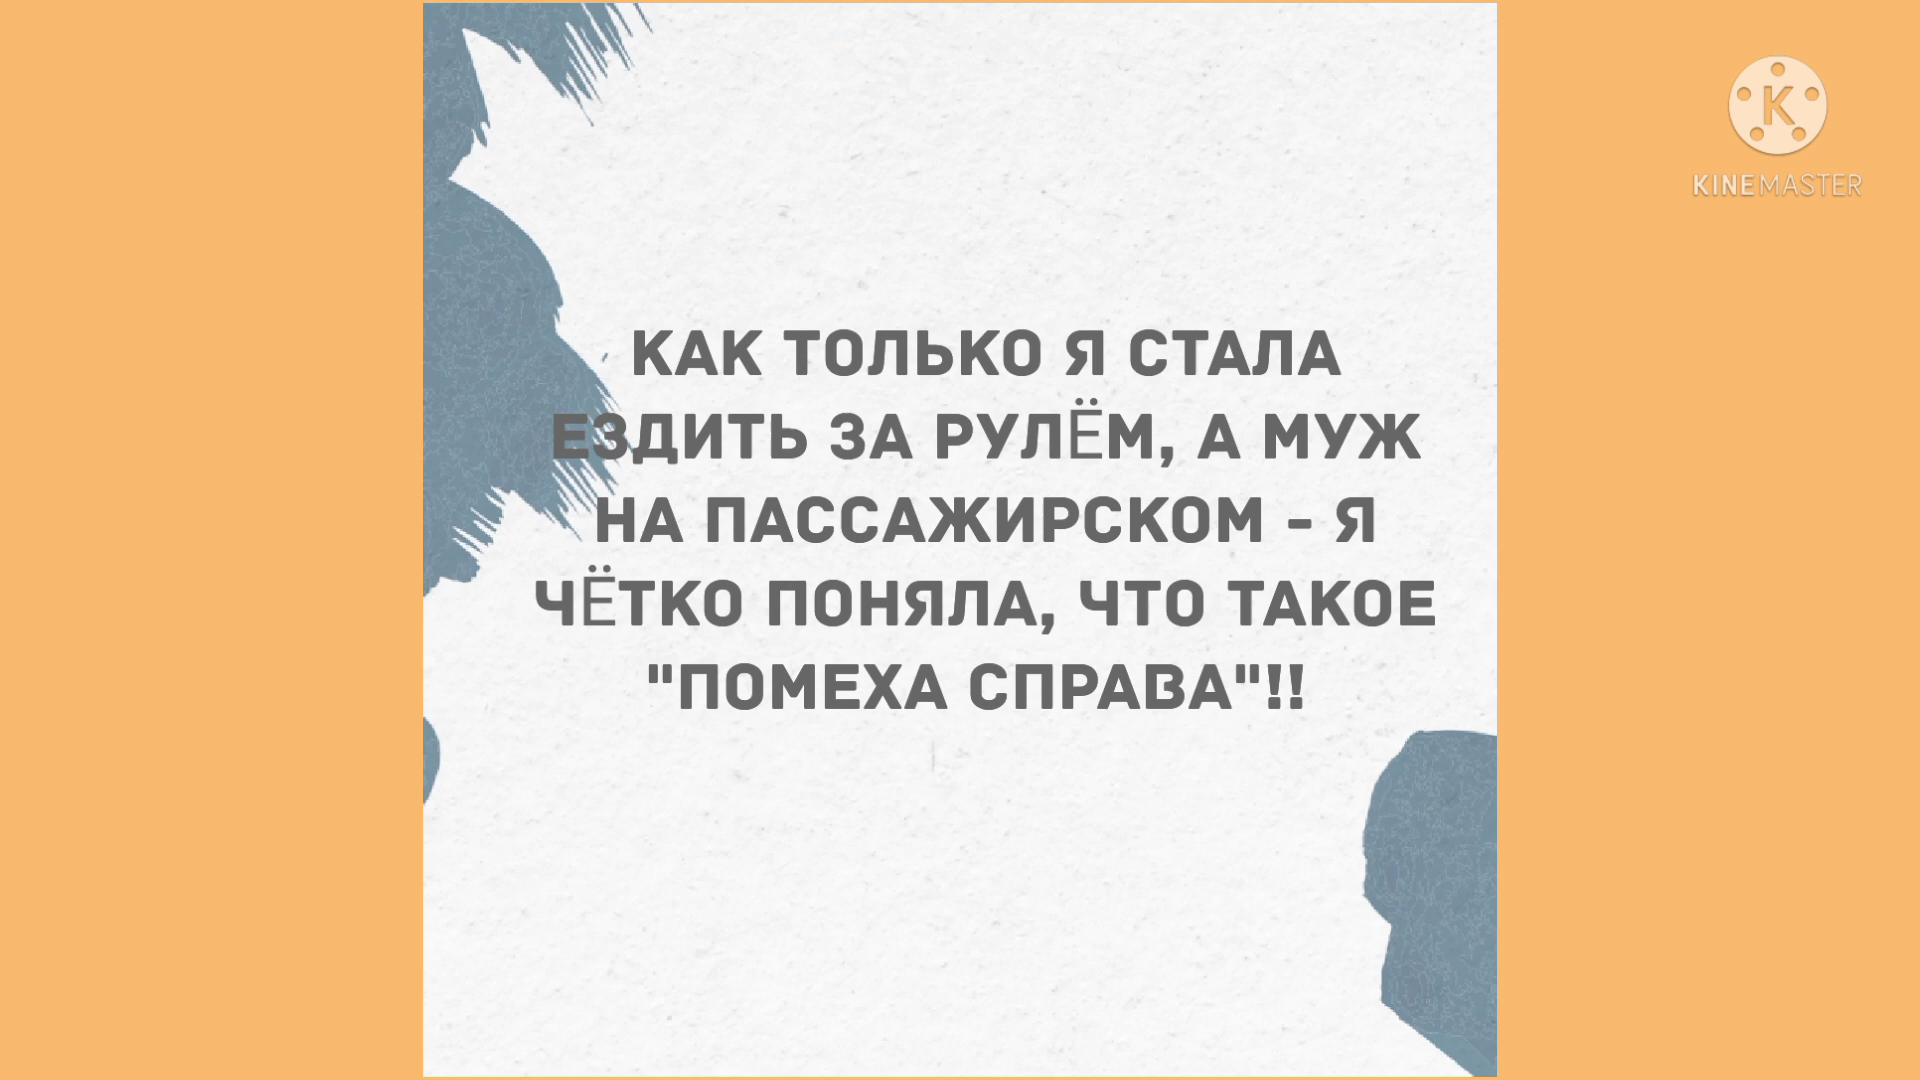 КАК ТОЛЬКО Я СТАЛА
ЕЗДИТЬ ЗА РУЛЁМ, А МУЖ
НА ПАССАЖИРСКОМ - Я
ЧЁТКО ПОНЯЛА, ЧТО ТАКОЕ
"ПОМЕХА СПРАВА"!!
K
KINEMASTER